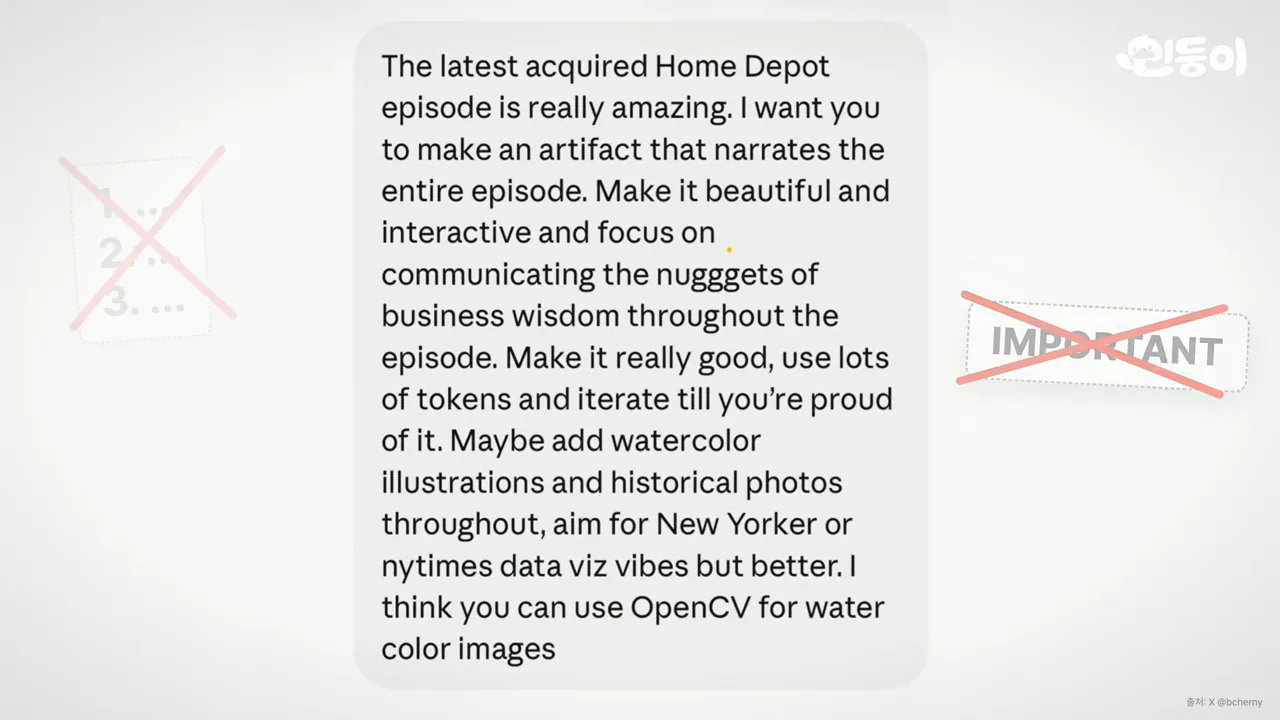 인둥이
The latest acquired Home Depot
episode is really amazing. I want you
to make an artifact that narrates the
entire episode. Make it beautiful and
interactive and focus on
communicating the nugggets of
business wisdom throughout the
episode. Make it really good, use lots
of tokens and iterate till you’re proud
of it. Maybe add watercolor
illustrations and historical photos
throughout, aim for New Yorker or
nytimes data viz vibes but better. I
think you can use OpenCV for water
color images
1. ...
2. ...
3. ...
IMPORTANT
출처: X @bcherny